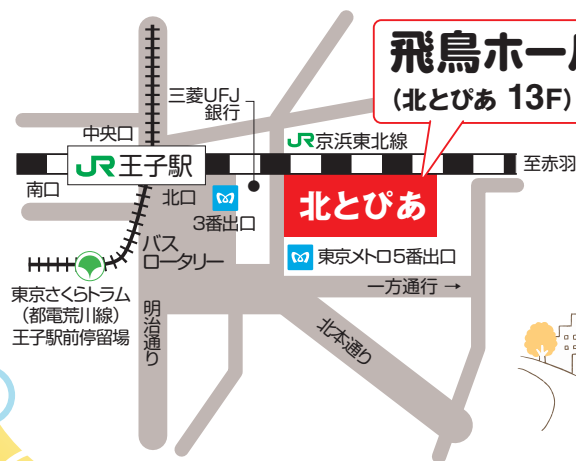 飛鳥ホール
(北とぴあ 13F)
三菱UFJ
銀行
中央口
JR京浜東北線
JR王子駅
至赤羽
南口
北口
北とぴあ
3番出口
バス
ロータリー
東京メトロ5番出口
一方通行 →
東京さくらトラム
(都電荒川線)
王子駅前停留場
明治通り
北本通り